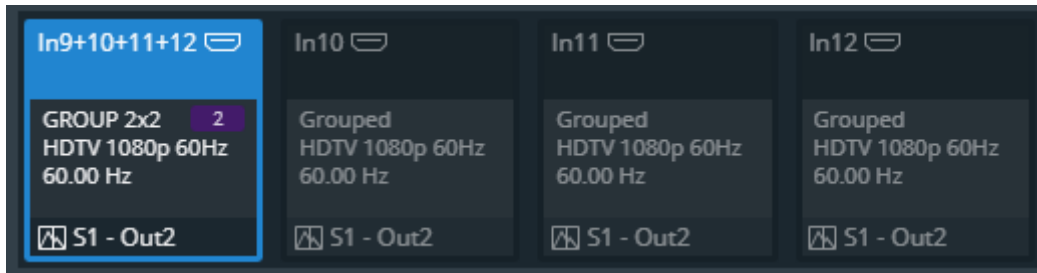 In9+10+11+12
GROUP 2x2 2
HDTV 1080p 60Hz
60.00 Hz
S1 - Out2
In10
Grouped
HDTV 1080p 60Hz
60.00 Hz
S1 - Out2
In11
Grouped
HDTV 1080p 60Hz
60.00 Hz
S1 - Out2
In12
Grouped
HDTV 1080p 60Hz
60.00 Hz
S1 - Out2